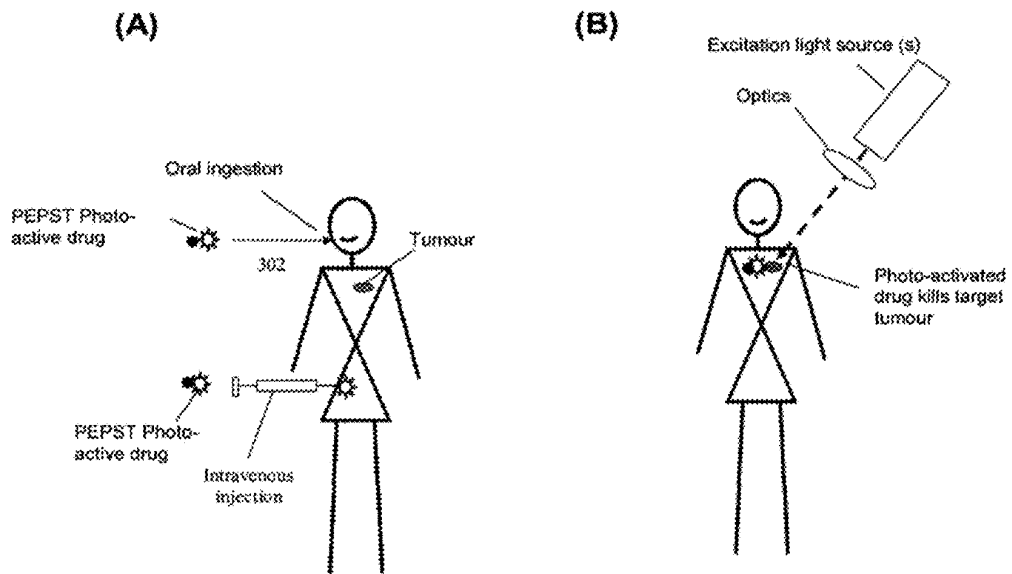 (A)
Oral ingestion
PEPST Photo-
active drug
302
Tumour
PEPST Photo-
active drug
Intravenous
injection
(B)
Excitation light source (s)
Optics
Photo-activated
drug kills target
tumour